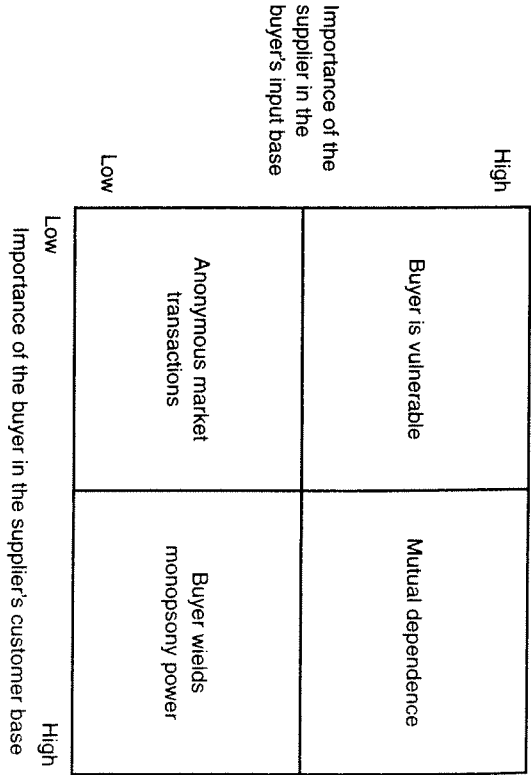 High
Importance of the
supplier in the
buyer's input base
Low
Buyer is vulnerable
Mutual dependence
Anonymous market
transactions
Buyer wields
monopsony power
Low
High
Importance of the buyer in the supplier's customer base